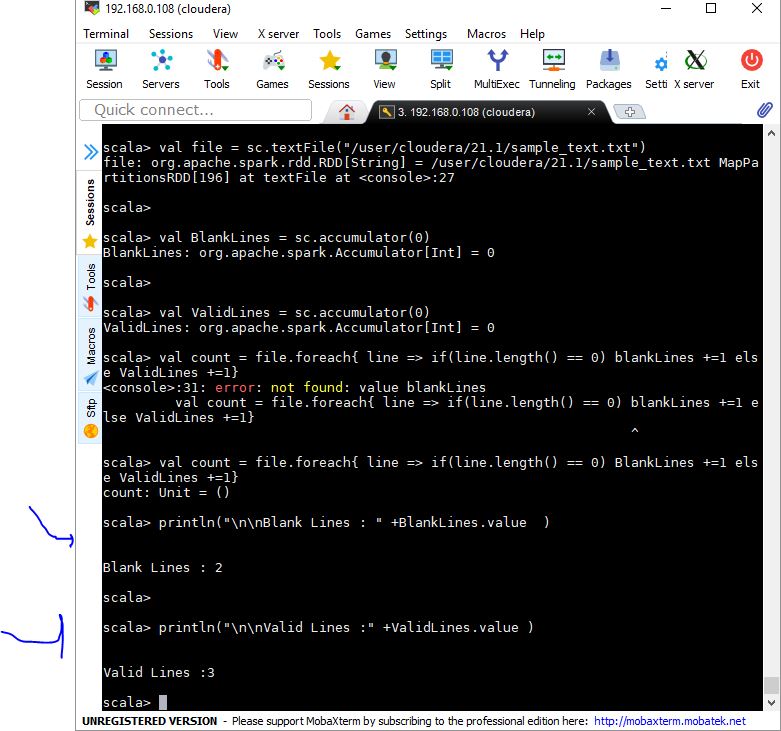 192.168.0.108 (cloudera)
Terminal Sessions View X server Tools Games Settings Macros Help
Session Servers Tools Games Sessions View Split MultiExec Tunneling Packages Setti X server Exit
Quick connect...
3. 192.168.0.108 (cloudera)
Sessions
Tools
Macros
Sftp
scala> val file = sc.textFile("/user/cloudera/21.1/sample_text.txt")
file: org.apache.spark.rdd.RDD[String] = /user/cloudera/21.1/sample_text.txt MapPa
rtitionsRDD[196] at textFile at <console>:27
scala>
scala> val BlankLines = sc.accumulator(0)
BlankLines: org.apache.spark.Accumulator[Int] = 0
scala>
scala> val ValidLines = sc.accumulator(0)
ValidLines: org.apache.spark.Accumulator[Int] = 0
scala> val count = file.foreach{ line => if(line.length() == 0) blankLines +=1 els
e ValidLines +=1}
<console>:31: error: not found: value blankLines
val count = file.foreach{ line => if(line.length() == 0) blankLines +=1 e
lse ValidLines +=1}
^
scala> val count = file.foreach{ line => if(line.length() == 0) BlankLines +=1 els
e ValidLines +=1}
count: Unit = ()
scala> println("\n\nBlank Lines : " +BlankLines.value  )
Blank Lines : 2
scala>
scala> println("\n\nValid Lines :" +ValidLines.value )
Valid Lines :3
scala>
UNREGISTERED VERSION - Please support MobaXterm by subscribing to the professional edition here: http://mobaxterm.mobatek.net